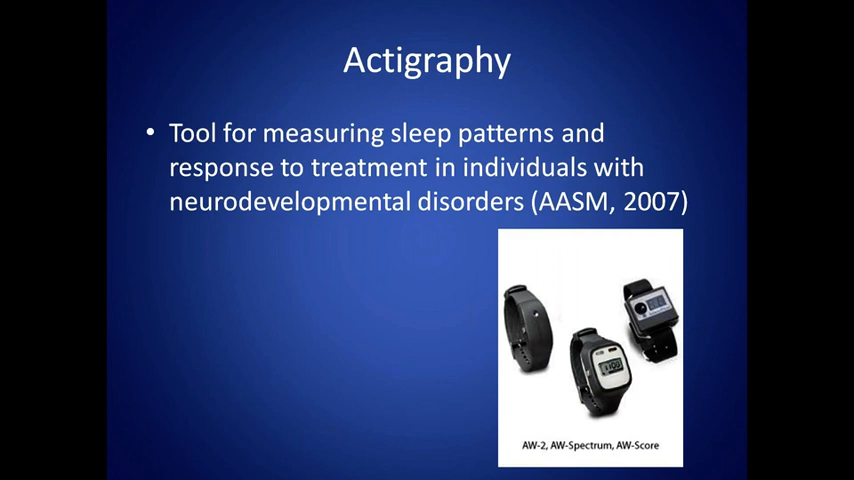 Actigraphy
• Tool for measuring sleep patterns and
response to treatment in individuals with
neurodevelopmental disorders (AASM, 2007)
AW-2, AW-Spectrum, AW-Score